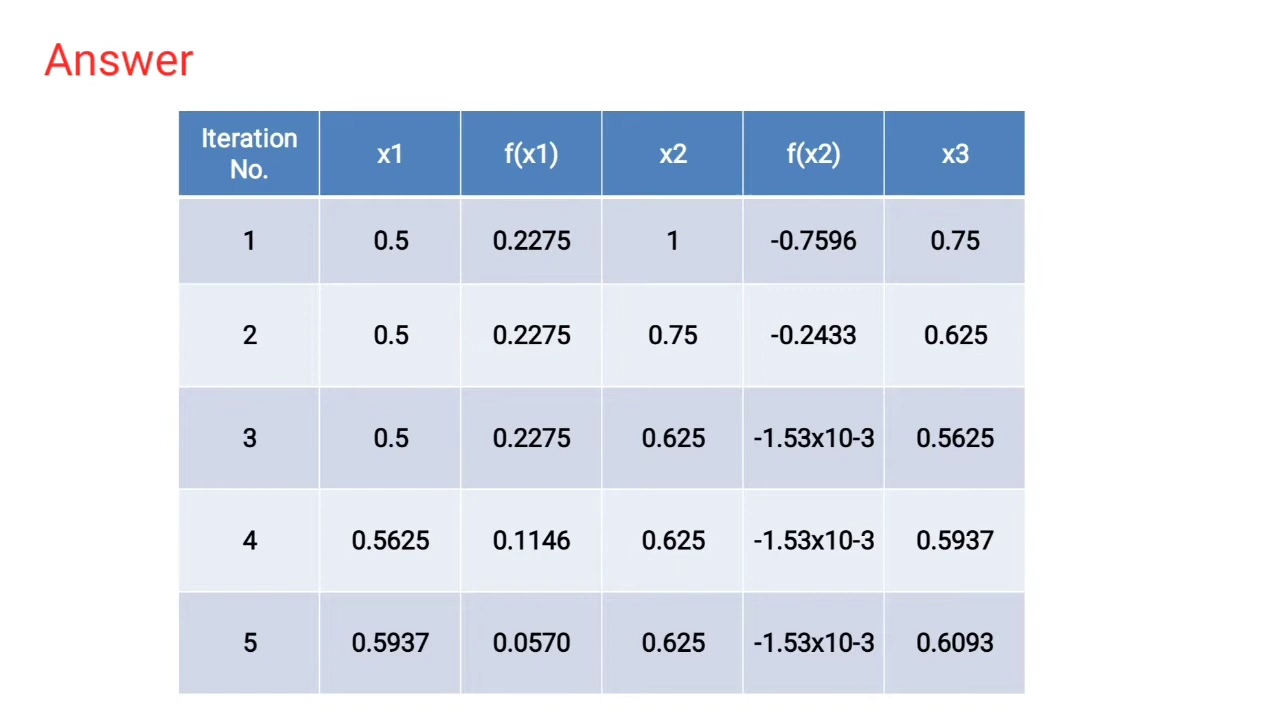 Answer
Iteration No. x1 f(x1) x2 f(x2) x3
1 0.5 0.2275 1 -0.7596 0.75
2 0.5 0.2275 0.75 -0.2433 0.625
3 0.5 0.2275 0.625 -1.53x10-3 0.5625
4 0.5625 0.1146 0.625 -1.53x10-3 0.5937
5 0.5937 0.0570 0.625 -1.53x10-3 0.6093